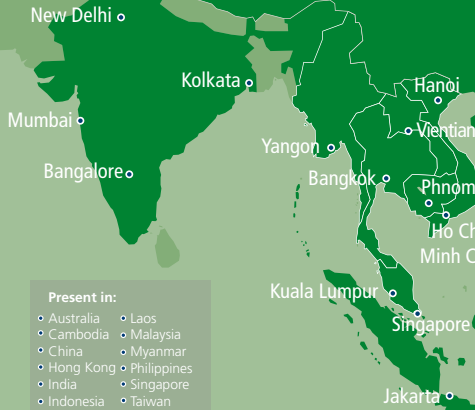 New Delhi
Kolkata
Hanoi
Mumbai
Vientian
Yangon
Bangalore
Bangkok
Phnom
Ho Ch
Minh C
Kuala Lumpur
Singapore
Jakarta
Present in:
Australia
Cambodia
China
Hong Kong
India
Indonesia
Laos
Malaysia
Myanmar
Philippines
Singapore
Taiwan